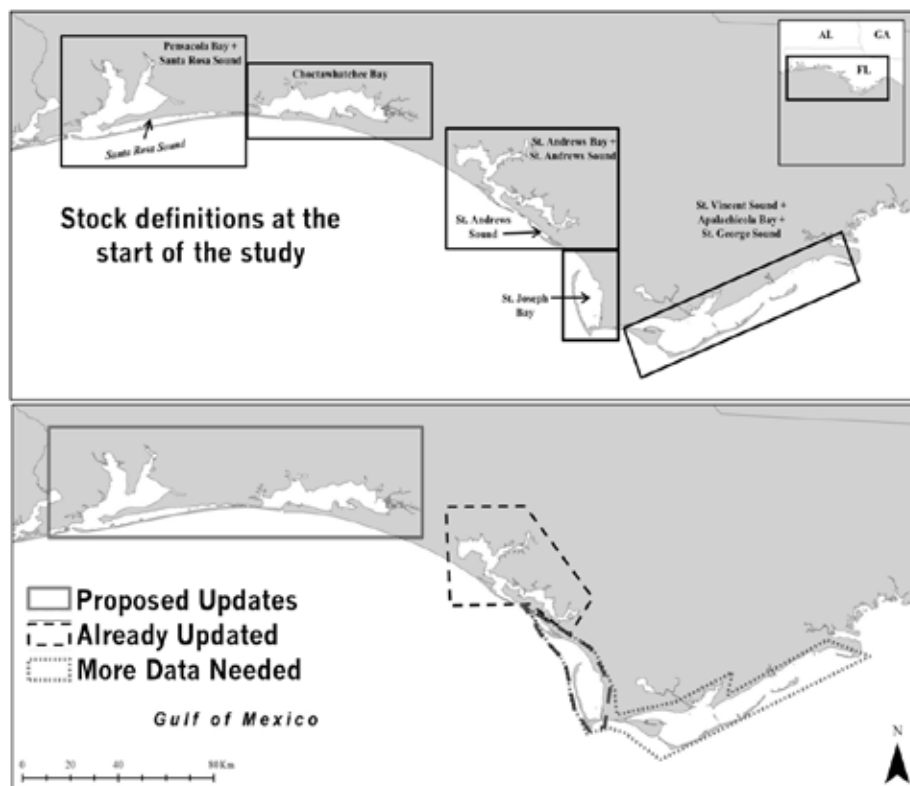 Pensacola Bay +
Santa Rosa Sound
Choctawhatchee Bay
AL
GA
FL
Santa Rosa Sound
St. Andrews Bay +
St. Andrews Sound
St. Vincent Sound +
Apalachicola Bay +
St. George Sound
Stock definitions at the
start of the study
St. Andrews
Sound
St. Joseph
Bay
Proposed Updates
Already Updated
More Data Needed
Gulf of Mexico
N
0 20 40 80 Km